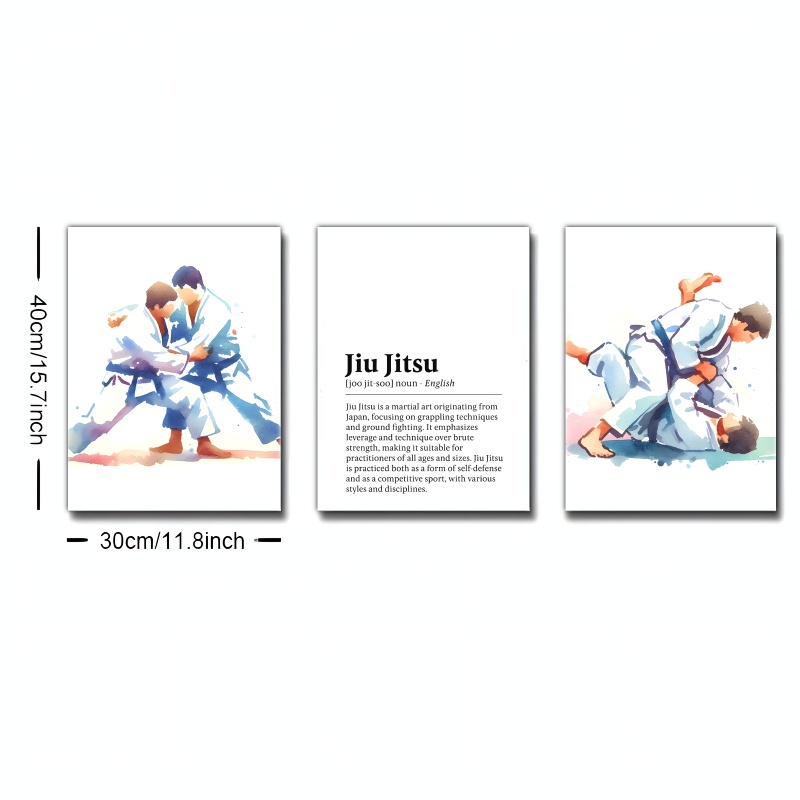 40cm/15.7inch
Jiu Jitsu
[joo jit-soo] noun · English
Jiu Jitsu is a martial art originating from
Japan, focusing on grappling techniques
and ground fighting. It emphasizes
leverage and technique over brute
strength, making it suitable for
practitioners of all ages and sizes. Jiu Jitsu
is practiced both as a form of self-defense
and as a competitive sport, with various
styles and disciplines.
30cm/11.8inch